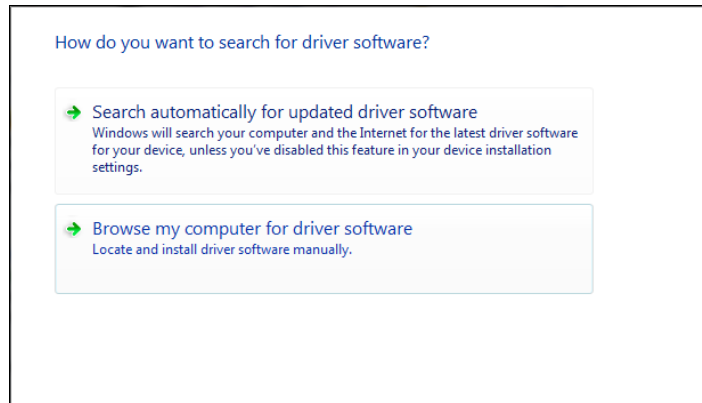 How do you want to search for driver software?
Search automatically for updated driver software
Windows will search your computer and the Internet for the latest driver software
for your device, unless you've disabled this feature in your device installation
settings.
Browse my computer for driver software
Locate and install driver software manually.